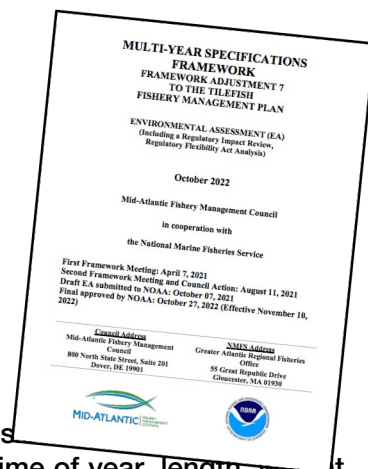 MULTI-YEAR SPECIFICATIONS
FRAMEWORK
FRAMEWORK ADJUSTMENT 7
TO THE TILEFISH
FISHERY MANAGEMENT PLAN
ENVIRONMENTAL ASSESSMENT (EA)
(Including a Regulatory Impact Review,
Regulatory Flexibility Act Analysis)
October 2022
Mid-Atlantic Fishery Management Council
in cooperation with
the National Marine Fisheries Service
First Framework Meeting: April 7, 2021
Second Framework Meeting and Council Action: August 11, 2021
Draft EA submitted to NOAA: October 07, 2021
Final approved by NOAA: October 27, 2022 (Effective November 10,
2022)
Council Address
Mid-Atlantic Fishery Management
Council
800 North State Street, Suite 201
Dover, DE 19901
NMFS Address
Greater Atlantic Regional Fisheries
Office
55 Great Republic Drive
Gloucester, MA 01930
MID-ATLANTIC
FISHERY
MANAGEMENT
COUNCIL
NOAA
s
ime of year, length,